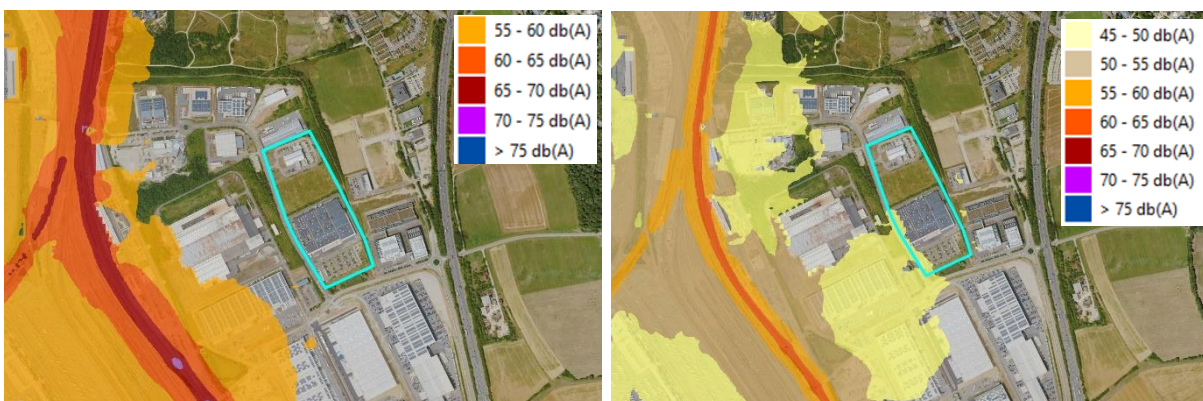 55 - 60 db(A)
60 - 65 db(A)
65 - 70 db(A)
70 - 75 db(A)
> 75 db(A)
45 - 50 db(A)
50 - 55 db(A)
55 - 60 db(A)
60 - 65 db(A)
65 - 70 db(A)
70 - 75 db(A)
> 75 db(A)